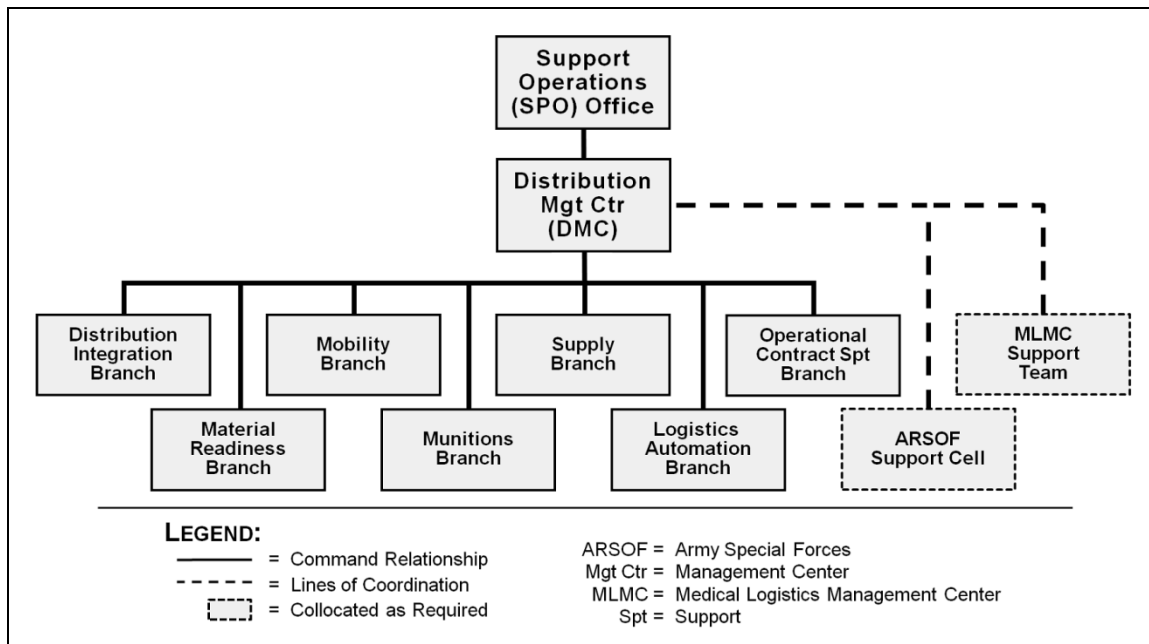 Support
Operations
(SPO) Office
Distribution
Mgt Ctr
(DMC)
Distribution
Integration
Branch
Mobility
Branch
Supply
Branch
Operational
Contract Spt
Branch
MLMC
Support
Team
Material
Readiness
Branch
Munitions
Branch
Logistics
Automation
Branch
ARSOF
Support Cell
LEGEND:
= Command Relationship
= Lines of Coordination
= Collocated as Required
ARSOF = Army Special Forces
Mgt Ctr = Management Center
MLMC = Medical Logistics Management Center
Spt = Support